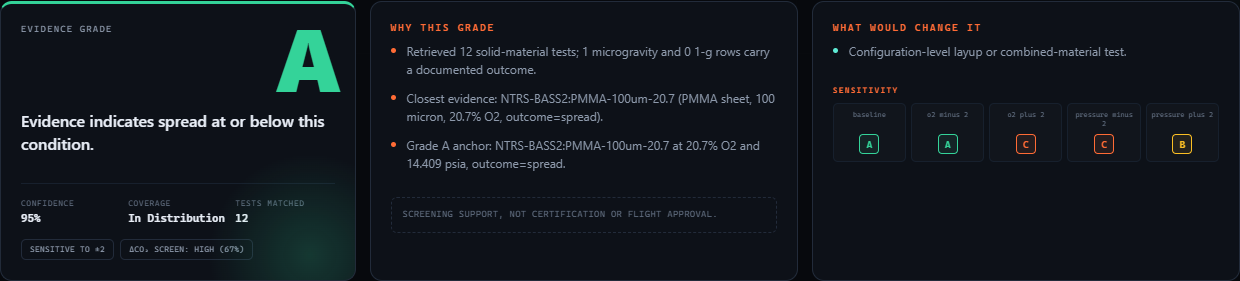 EVIDENCE GRADE
A
Evidence indicates spread at or below this
condition.
CONFIDENCE
95%
COVERAGE
In Distribution
TESTS MATCHED
12
SENSITIVE TO ±2
ΔCO₂ SCREEN: HIGH (67%)
WHY THIS GRADE
Retrieved 12 solid-material tests; 1 microgravity and 0 1-g rows carry
a documented outcome.
Closest evidence: NTRS-BASS2:PMMA-100um-20.7 (PMMA sheet, 100
micron, 20.7% O2, outcome=spread).
Grade A anchor: NTRS-BASS2:PMMA-100um-20.7 at 20.7% O2 and
14.409 psia, outcome=spread.
SCREENING SUPPORT, NOT CERTIFICATION OR FLIGHT APPROVAL.
WHAT WOULD CHANGE IT
Configuration-level layup or combined-material test.
SENSITIVITY
baseline
A
o2 minus 2
A
o2 plus 2
C
pressure minus
2
C
pressure plus 2
B